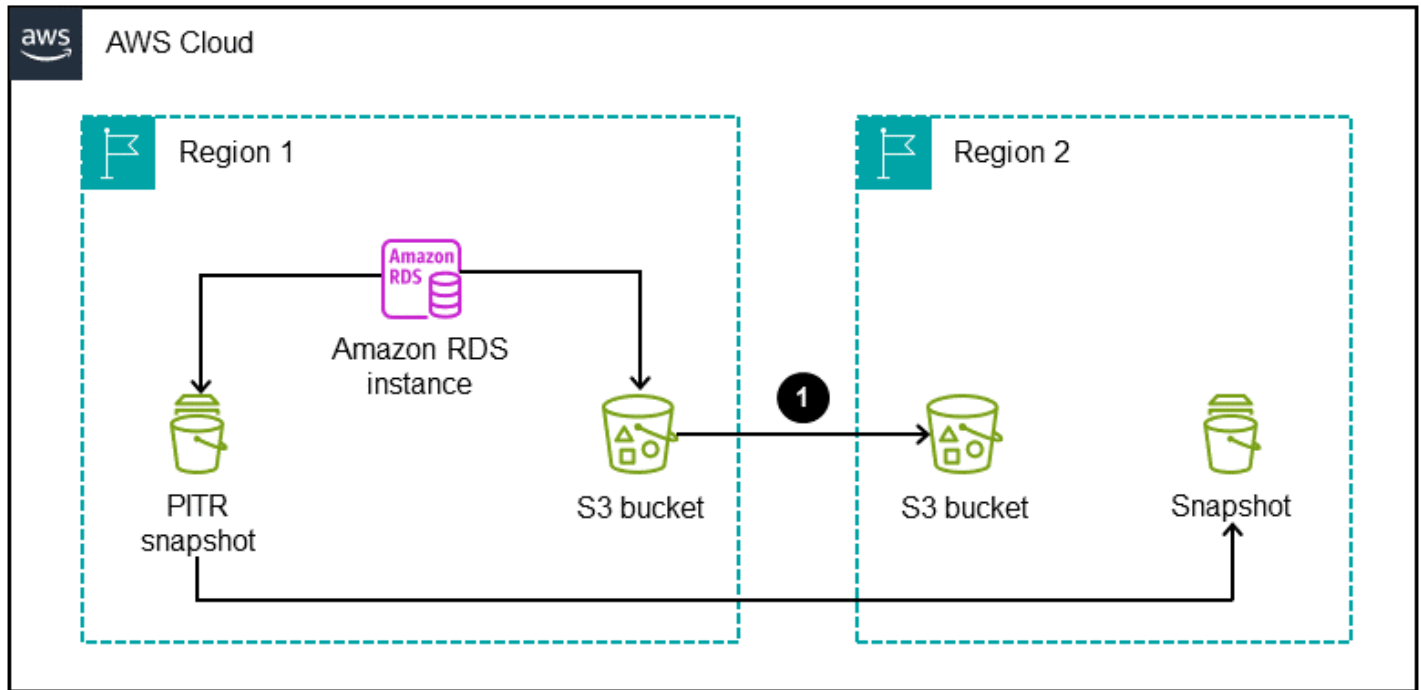 aws
AWS Cloud
Region 1
Region 2
Amazon
RDS
Amazon RDS
instance
1
PITR
snapshot
S3 bucket
S3 bucket
Snapshot